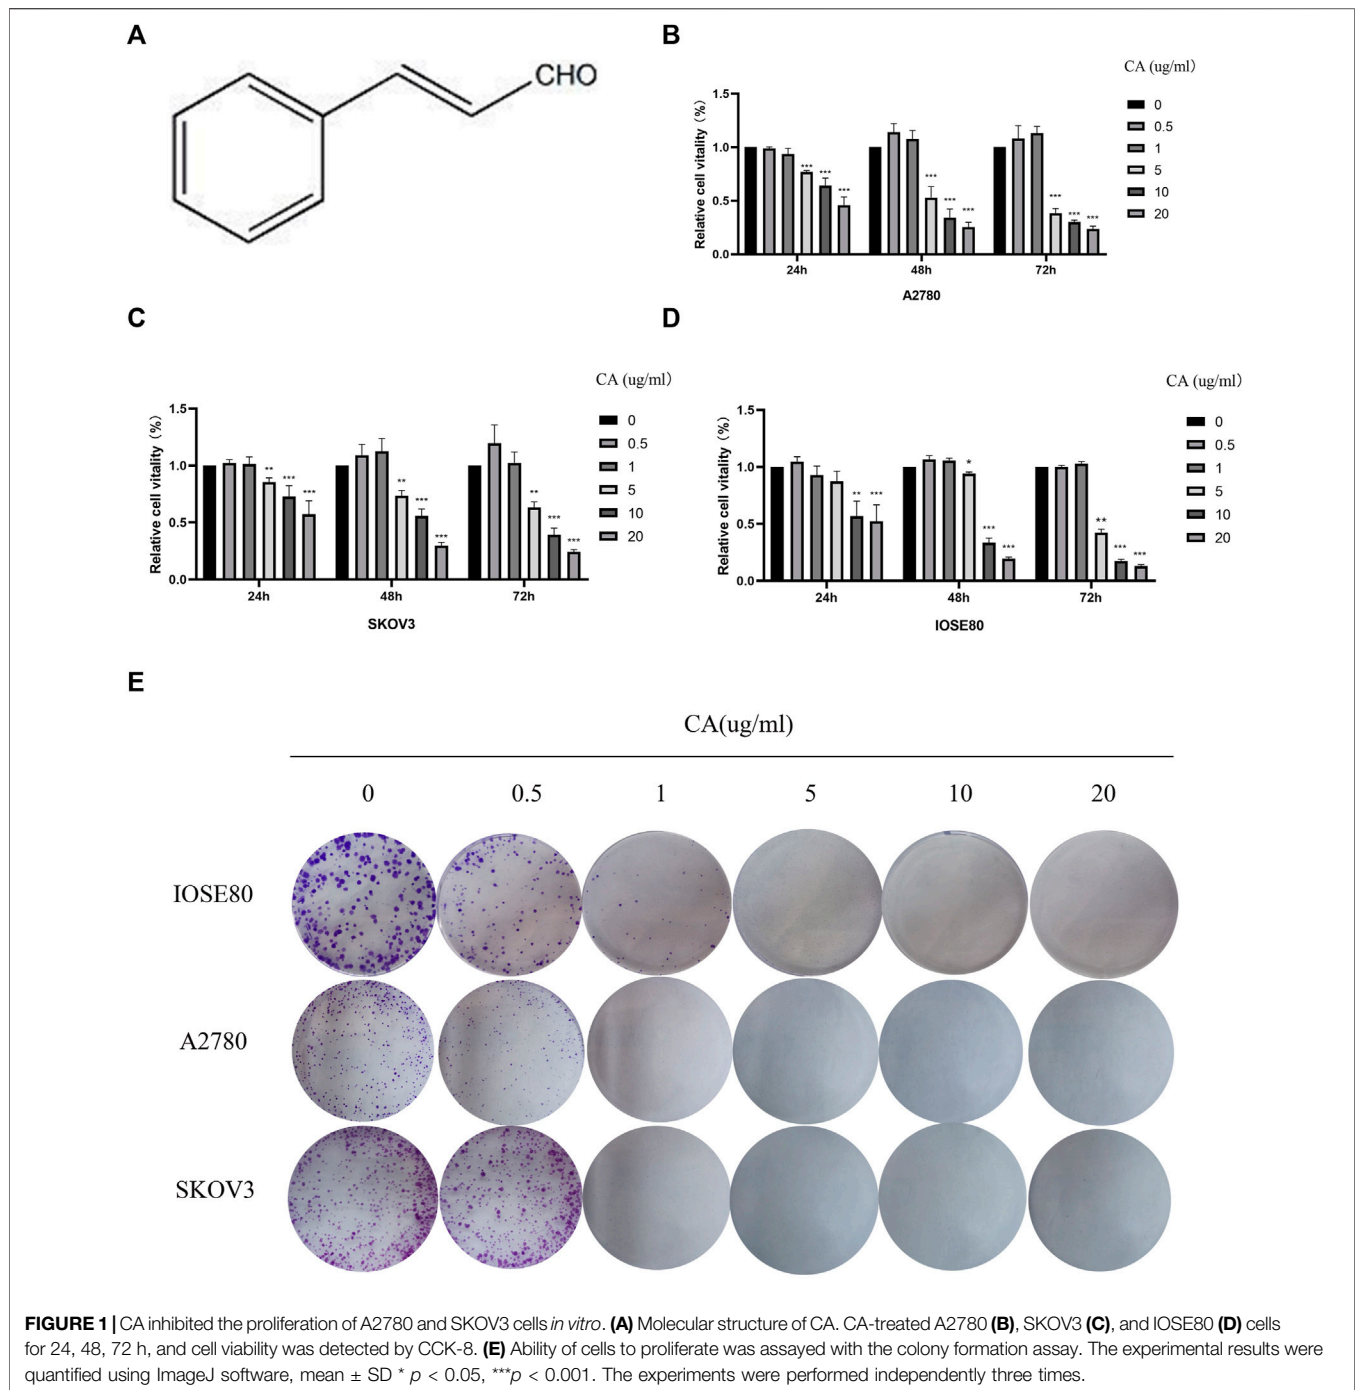 A
CHO
B
CA (ug/ml)
Relative cell vitality (%)
1.5
1.0
0.5
0.0
*** *** ***
*** *** ***
*** *** ***
24h 48h 72h
A2780
0
0.5
1
5
10
20
C
CA (ug/ml)
Relative cell vitality (%)
1.5
1.0
0.5
0.0
** *** ***
** *** ***
** *** ***
24h 48h 72h
SKOV3
0
0.5
1
5
10
20
D
CA (ug/ml)
Relative cell vitality (%)
1.5
1.0
0.5
0.0
** ***
* *** ***
** *** ***
24h 48h 72h
IOSE80
0
0.5
1
5
10
20
E
CA(ug/ml)
0 0.5 1 5 10 20
IOSE80
A2780
SKOV3
FIGURE 1 | CA inhibited the proliferation of A2780 and SKOV3 cells in vitro. (A) Molecular structure of CA. CA-treated A2780 (B), SKOV3 (C), and IOSE80 (D) cells
for 24, 48, 72 h, and cell viability was detected by CCK-8. (E) Ability of cells to proliferate was assayed with the colony formation assay. The experimental results were
quantified using ImageJ software, mean ± SD * p < 0.05, ***p < 0.001. The experiments were performed independently three times.